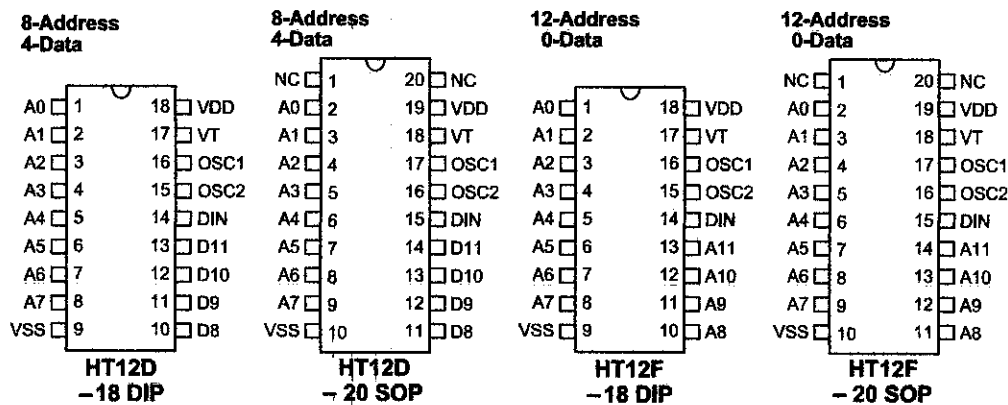 8-Address
4-Data
A0 1 18 VDD
A1 2 17 VT
A2 3 16 OSC1
A3 4 15 OSC2
A4 5 14 DIN
A5 6 13 D11
A6 7 12 D10
A7 8 11 D9
VSS 9 10 D8
HT12D
–18 DIP
8-Address
4-Data
NC 1 20 NC
A0 2 19 VDD
A1 3 18 VT
A2 4 17 OSC1
A3 5 16 OSC2
A4 6 15 DIN
A5 7 14 D11
A6 8 13 D10
A7 9 12 D9
VSS 10 11 D8
HT12D
– 20 SOP
12-Address
0-Data
A0 1 18 VDD
A1 2 17 VT
A2 3 16 OSC1
A3 4 15 OSC2
A4 5 14 DIN
A5 6 13 A11
A6 7 12 A10
A7 8 11 A9
VSS 9 10 A8
HT12F
–18 DIP
12-Address
0-Data
NC 1 20 NC
A0 2 19 VDD
A1 3 18 VT
A2 4 17 OSC1
A3 5 16 OSC2
A4 6 15 DIN
A5 7 14 A11
A6 8 13 A10
A7 9 12 A9
VSS 10 11 A8
HT12F
– 20 SOP